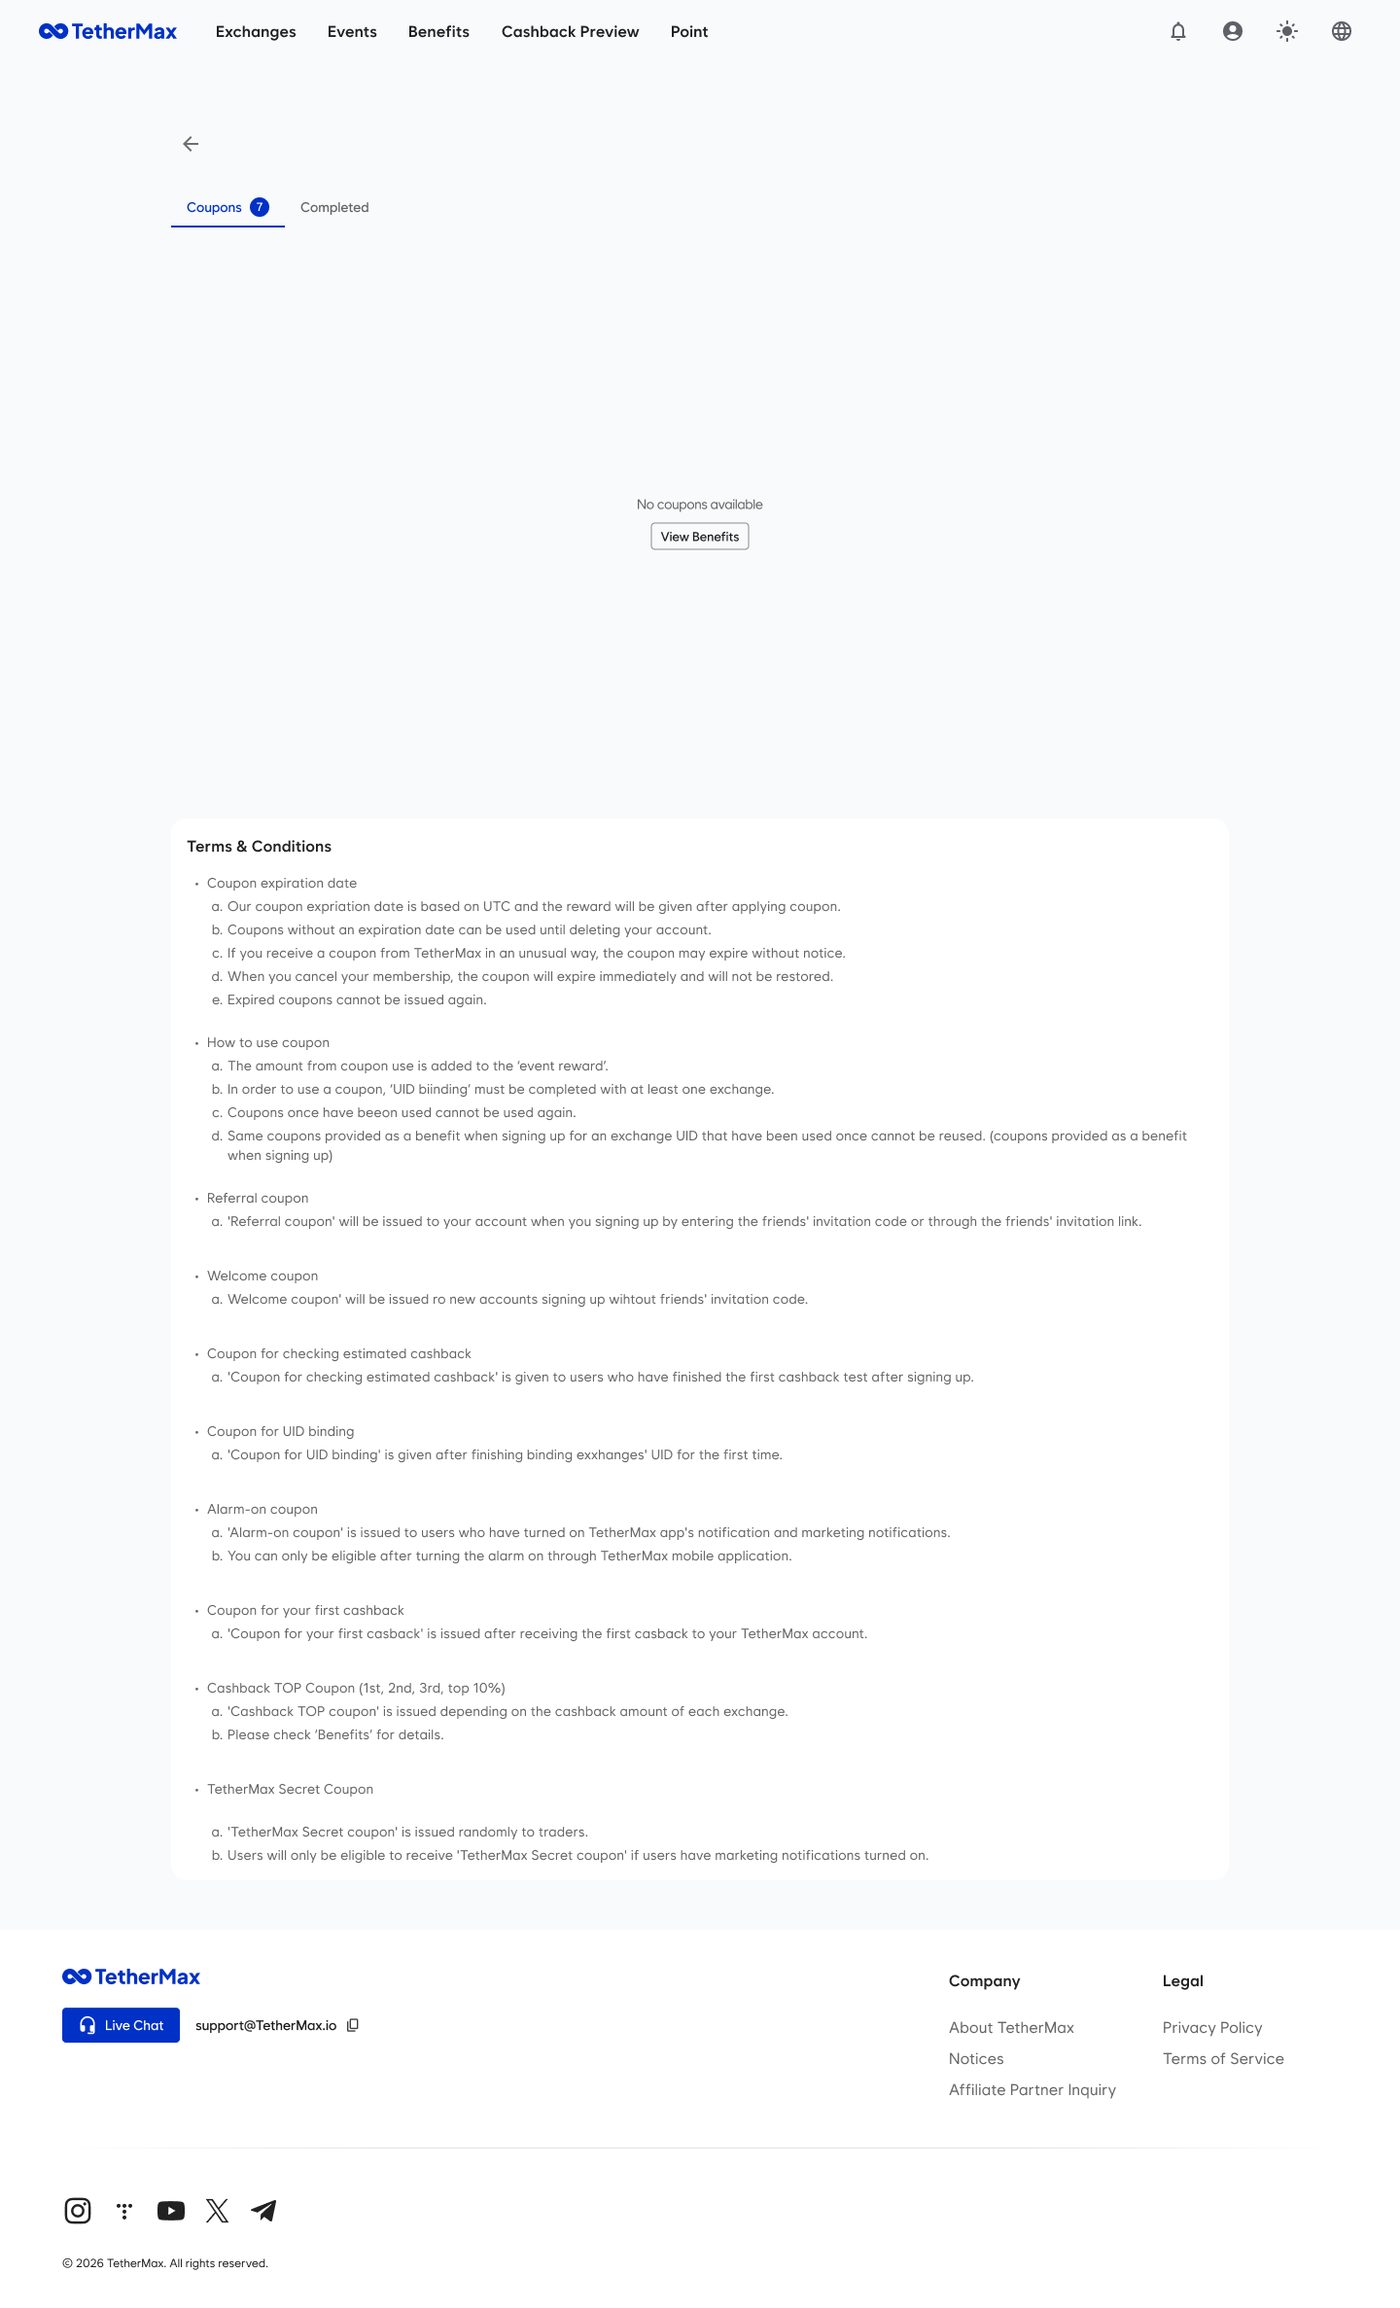 TetherMax Exchanges Events Benefits Cashback Preview Point
Coupons 7 Completed
No coupons available
View Benefits
Terms & Conditions
• Coupon expiration date
a. Our coupon expriation date is based on UTC and the reward will be given after applying coupon.
b. Coupons without an expiration date can be used until deleting your account.
c. If you receive a coupon from TetherMax in an unusual way, the coupon may expire without notice.
d. When you cancel your membership, the coupon will expire immediately and will not be restored.
e. Expired coupons cannot be issued again.
• How to use coupon
a. The amount from coupon use is added to the 'event reward'.
b. In order to use a coupon, 'UID biinding' must be completed with at least one exchange.
c. Coupons once have beeon used cannot be used again.
d. Same coupons provided as a benefit when signing up for an exchange UID that have been used once cannot be reused. (coupons provided as a benefit
when signing up)
• Referral coupon
a. 'Referral coupon' will be issued to your account when you signing up by entering the friends' invitation code or through the friends' invitation link.
• Welcome coupon
a. Welcome coupon' will be issued ro new accounts signing up wihtout friends' invitation code.
• Coupon for checking estimated cashback
a. 'Coupon for checking estimated cashback' is given to users who have finished the first cashback test after signing up.
• Coupon for UID binding
a. 'Coupon for UID binding' is given after finishing binding exxhanges' UID for the first time.
• Alarm-on coupon
a. 'Alarm-on coupon' is issued to users who have turned on TetherMax app's notification and marketing notifications.
b. You can only be eligible after turning the alarm on through TetherMax mobile application.
• Coupon for your first cashback
a. 'Coupon for your first casback' is issued after receiving the first casback to your TetherMax account.
• Cashback TOP Coupon (1st, 2nd, 3rd, top 10%)
a. 'Cashback TOP coupon' is issued depending on the cashback amount of each exchange.
b. Please check 'Benefits' for details.
• TetherMax Secret Coupon
a. 'TetherMax Secret coupon' is issued randomly to traders.
b. Users will only be eligible to receive 'TetherMax Secret coupon' if users have marketing notifications turned on.
TetherMax
Live Chat support@TetherMax.io
Company
About TetherMax
Notices
Affiliate Partner Inquiry
Legal
Privacy Policy
Terms of Service
© 2026 TetherMax. All rights reserved.